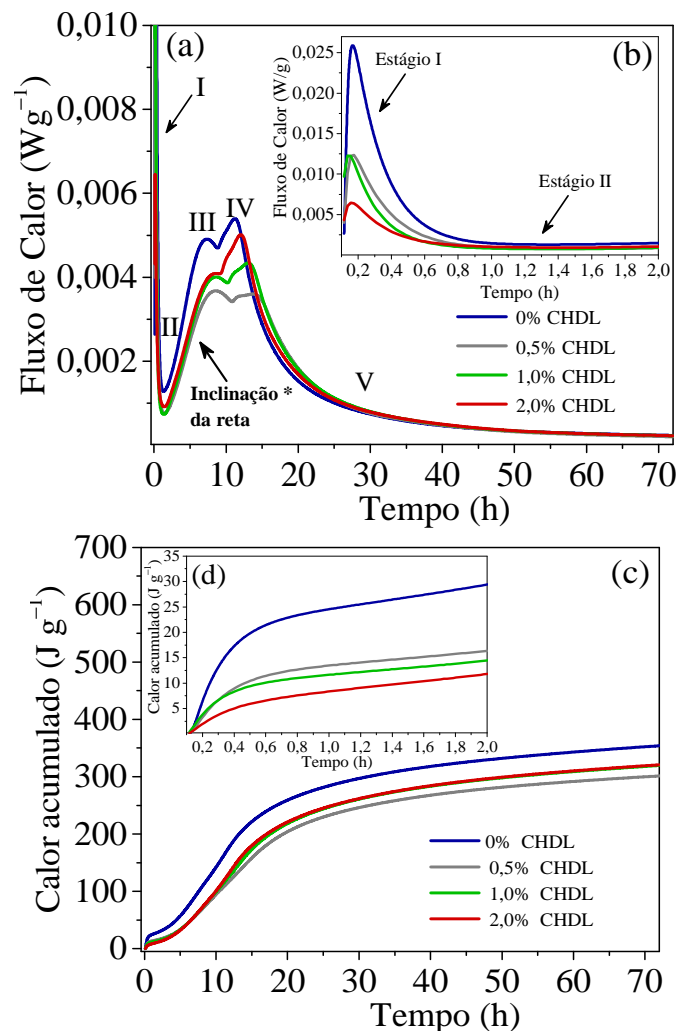 (a)
Fluxo de Calor (Wg⁻¹)
0,010
0,008
0,006
0,004
0,002
I
II
III
IV
V
Inclinação *
da reta
0 10 20 30 40 50 60 70
Tempo (h)
(b)
Fluxo de Calor (W/g)
0,025
0,020
0,015
0,010
0,005
Estágio I
Estágio II
0,2 0,4 0,6 0,8 1,0 1,2 1,4 1,6 1,8 2,0
Tempo (h)
0% CHDL
0,5% CHDL
1,0% CHDL
2,0% CHDL
(c)
Calor acumulado (J g⁻¹)
700
600
500
400
300
200
100
0
0 10 20 30 40 50 60 70
Tempo (h)
(d)
Calor acumulado (J g⁻¹)
35
30
25
20
15
10
5
0,2 0,4 0,6 0,8 1,0 1,2 1,4 1,6 1,8 2,0
Tempo (h)
0% CHDL
0,5% CHDL
1,0% CHDL
2,0% CHDL